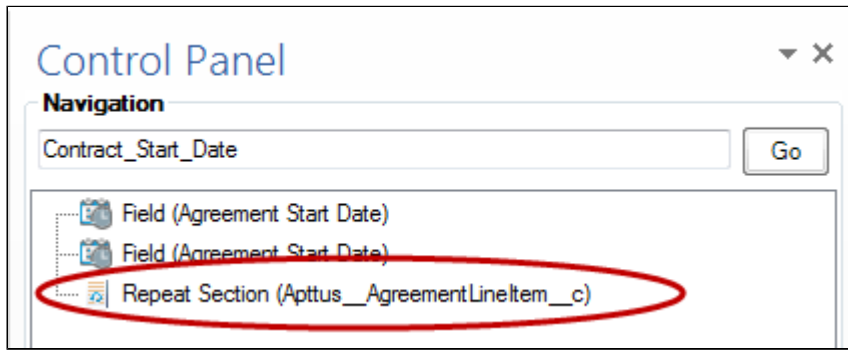 Control Panel
Navigation
Contract_Start_Date
Go
Field (Agreement Start Date)
Field (Agreement Start Date)
Repeat Section (Apttus__AgreementLineItem__c)